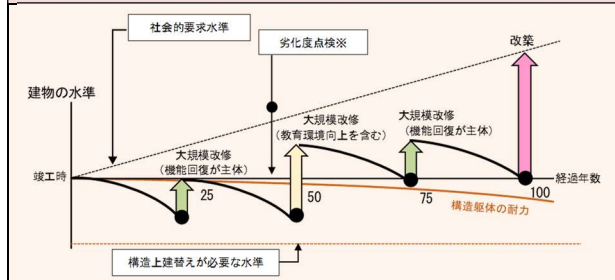 社会的要求水準
劣化度点検※
改築
建物の水準
大規模改修
(教育環境向上を含む)
大規模改修
(機能回復が主体)
大規模改修
(機能回復が主体)
竣工時
経過年数
25
50
75
100
構造躯体の耐力
構造上建替えが必要な水準